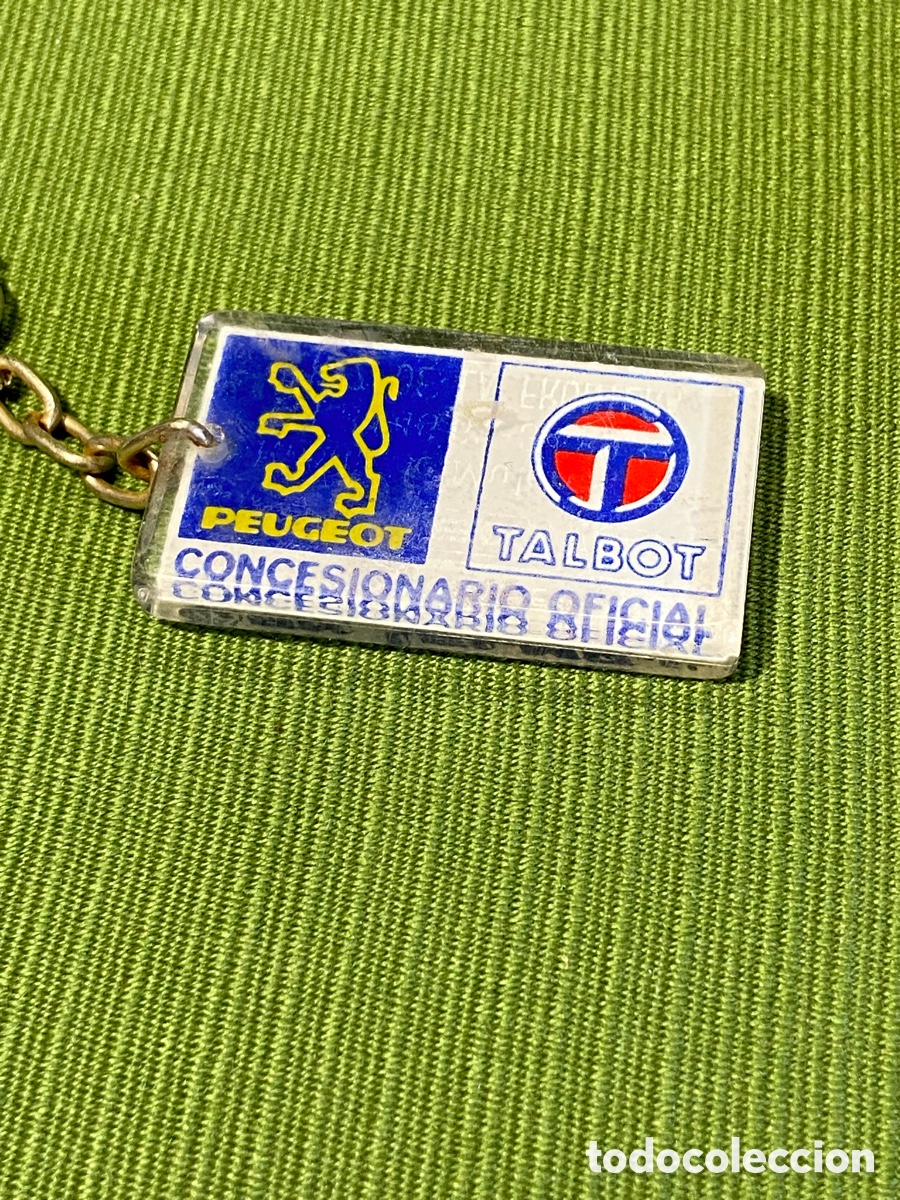 PEUGEOT
TALBOT
CONCESIONARIO OFICIAL
todocoleccion